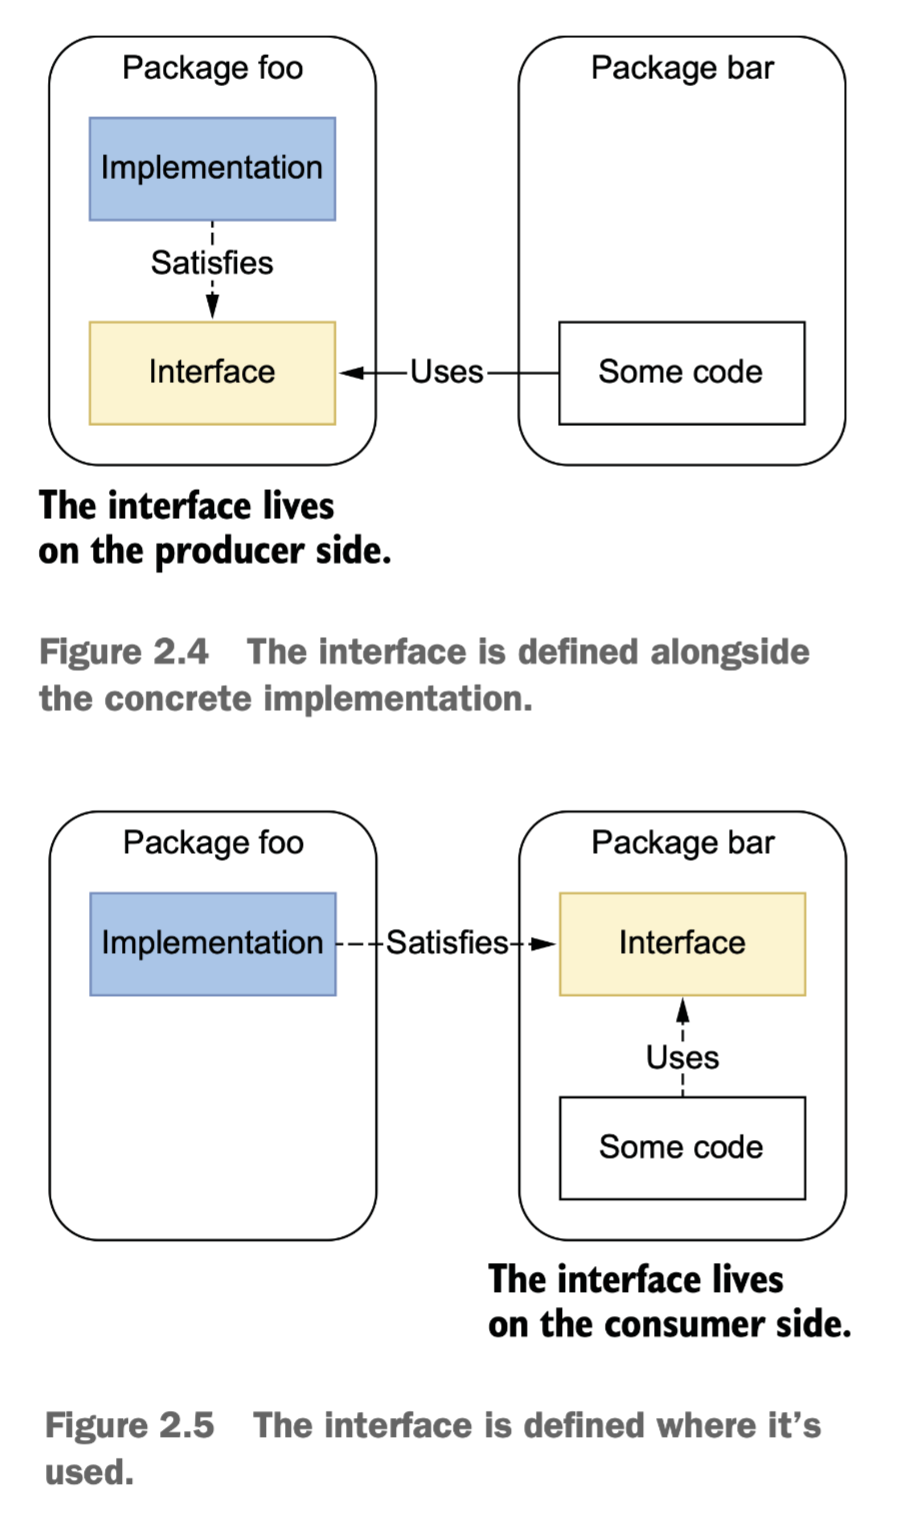 Package foo
Package bar
Implementation
Satisfies
Interface
Uses
Some code
The interface lives
on the producer side.
Figure 2.4 The interface is defined alongside
the concrete implementation.
Package foo
Package bar
Implementation
Satisfies
Interface
Uses
Some code
The interface lives
on the consumer side.
Figure 2.5 The interface is defined where it’s
used.